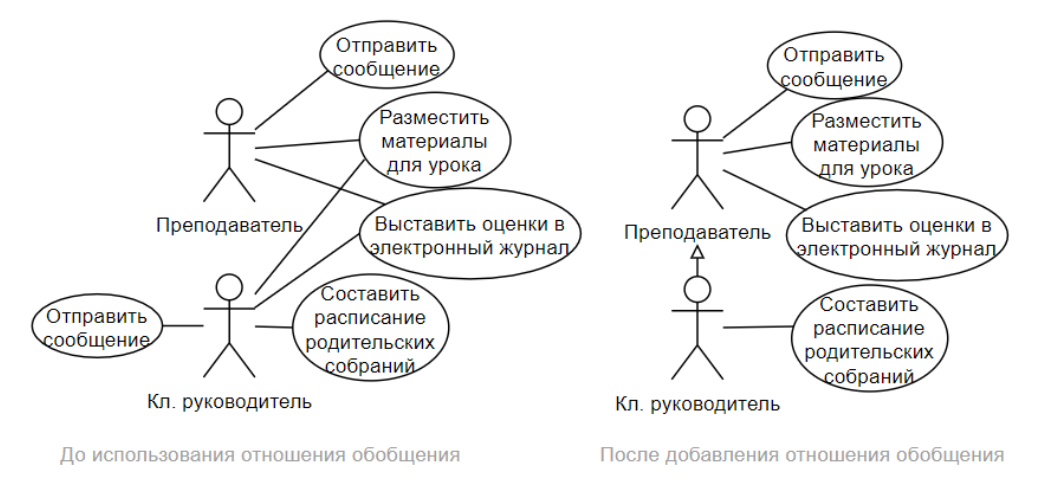 Отправить
сообщение
Разместить
материалы
для урока
Преподаватель
Выставить оценки в
электронный журнал
Отправить
сообщение
Составить
расписание
родительских
собраний
Кл. руководитель
До использования отношения обобщения
Отправить
сообщение
Разместить
материалы
для урока
Преподаватель
Выставить оценки в
электронный журнал
Составить
расписание
родительских
собраний
Кл. руководитель
После добавления отношения обобщения